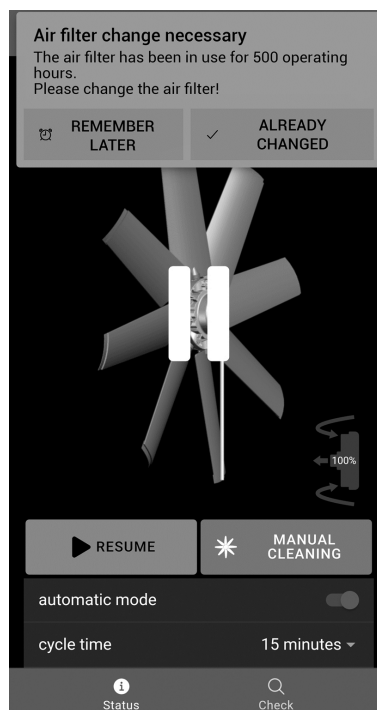 Air filter change necessary
The air filter has been in use for 500 operating
hours.
Please change the air filter!
REMEMBER
LATER
ALREADY
CHANGED
100%
RESUME
MANUAL
CLEANING
automatic mode
cycle time
15 minutes
Status
Check